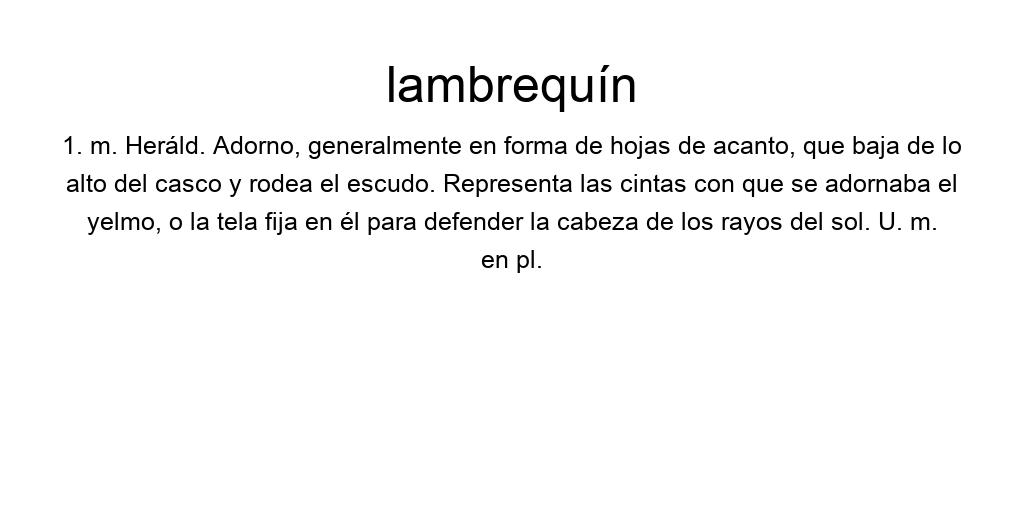 lambrequín
1. m. Heráld. Adorno, generalmente en forma de hojas de acanto, que baja de lo
alto del casco y rodea el escudo. Representa las cintas con que se adornaba el
yelmo, o la tela fija en él para defender la cabeza de los rayos del sol. U. m.
en pl.